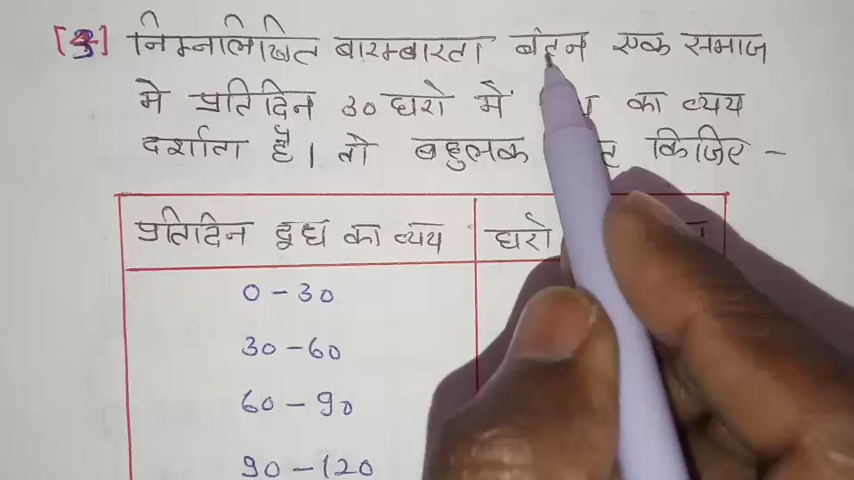 [3] निम्नलिखित बारम्बारता बंटन एक समाज
मे प्रतिदिन 30 घरो में का व्यय
दर्शाता है। तो बहुलक किजिए -
प्रतिदिन दूध का व्यय घरो
0 - 30
30 - 60
60 - 90
90 - 120